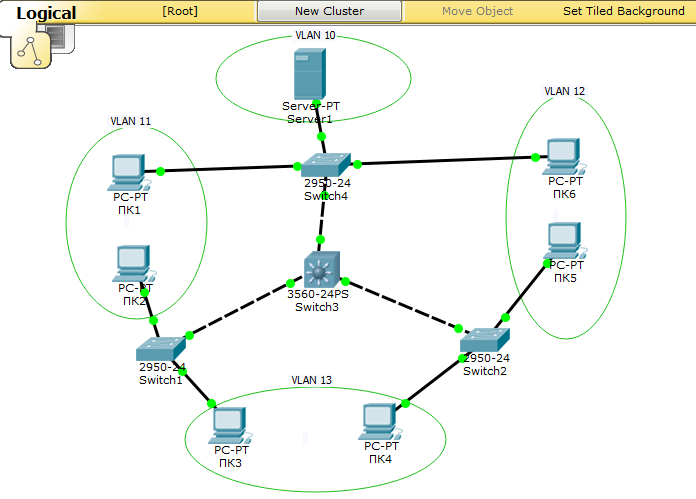 Logical
[Root]
New Cluster
Move Object
Set Tiled Background
VLAN 10
Server-PT
Server1
VLAN 11
VLAN 12
PC-PT
ПК1
2950-24
Switch4
PC-PT
ПК6
PC-PT
ПК2
3560-24PS
Switch3
PC-PT
ПК5
2950-24
Switch1
2950-24
Switch2
VLAN 13
PC-PT
ПК3
PC-PT
ПК4